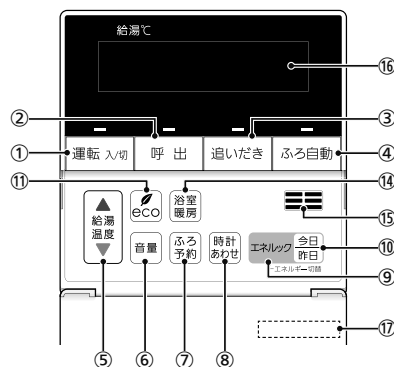 給湯℃
⑯
② ③
① 運転 入/切 呼出 追いだき ふろ自動 ④
⑪ ⑭
eco 浴室
暖房
⑮
給湯
温度
音量 ふろ
予約 時計
あわせ エネルック 今日
昨日 ⑩
エネルギー切替 ⑨
⑰
⑤ ⑥ ⑦ ⑧